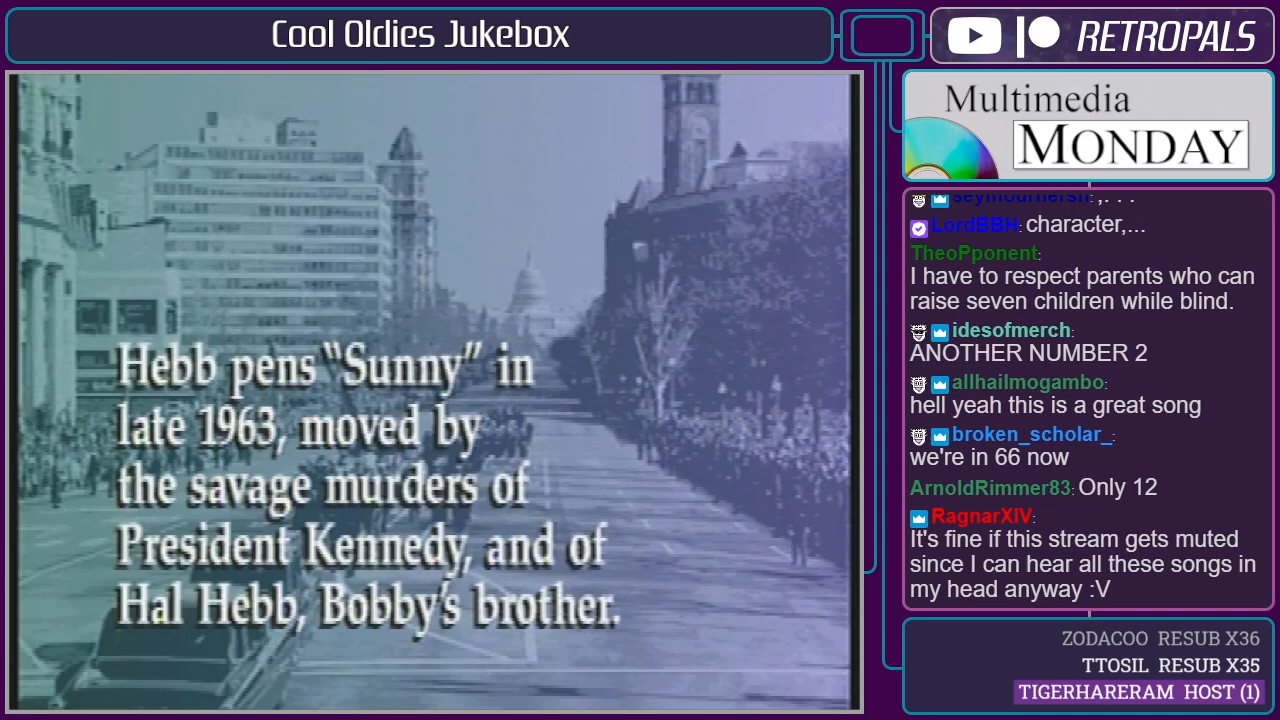 Cool Oldies Jukebox
RETROPALS
Multimedia
MONDAY
Hebb pens “Sunny” in
late 1963, moved by
the savage murders of
President Kennedy, and of
Hal Hebb, Bobby's brother.
LordBBH: character,...
TheoPponent:
I have to respect parents who can
raise seven children while blind.
idesofmerch:
ANOTHER NUMBER 2
allhailmogambo:
hell yeah this is a great song
broken_scholar_:
we're in 66 now
ArnoldRimmer83: Only 12
RagnarXIV:
It's fine if this stream gets muted
since I can hear all these songs in
my head anyway :V
ZODACOO RESUB X36
TTOSIL RESUB X35
TIGERHARERAM HOST (1)